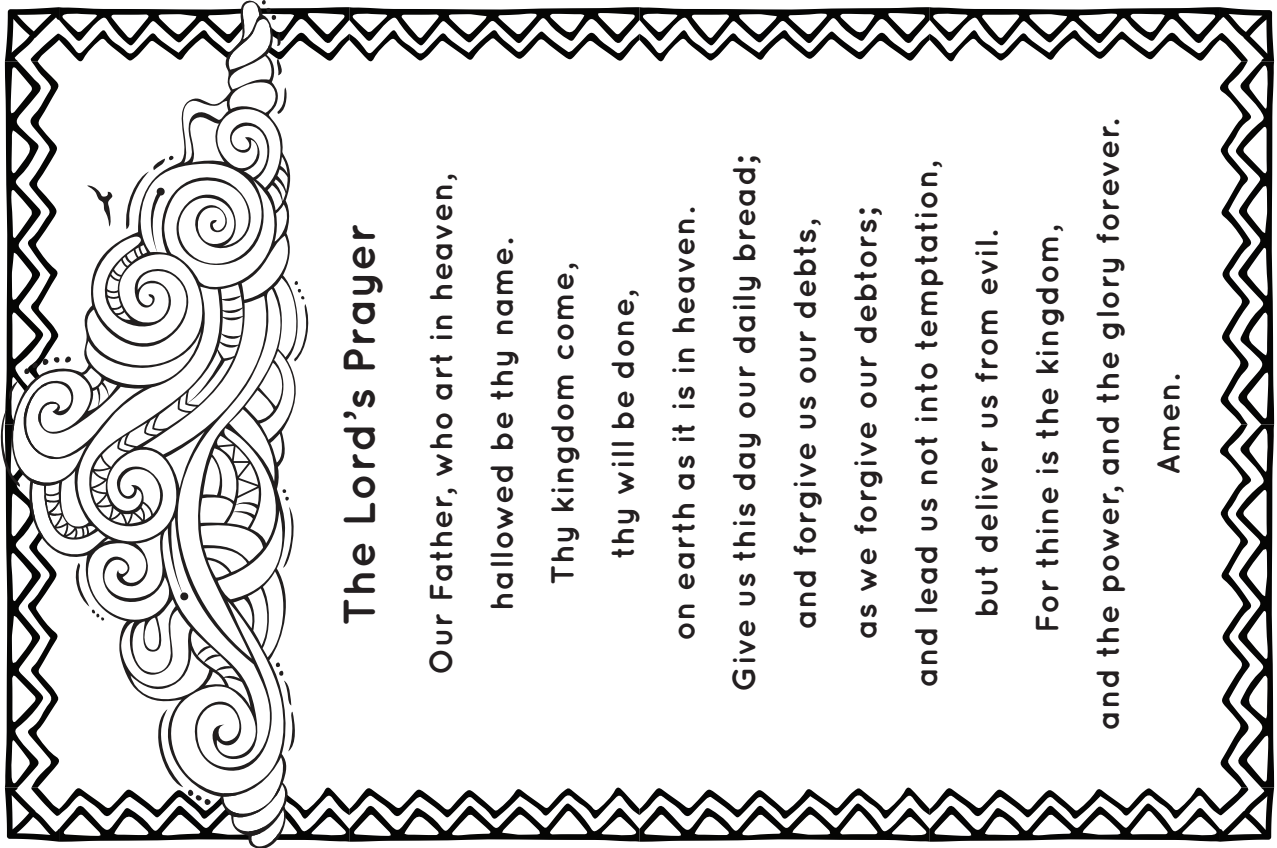 The Lord's Prayer
Our Father, who art in heaven,
hallowed be thy name.
Thy kingdom come,
thy will be done,
on earth as it is in heaven.
Give us this day our daily bread;
and forgive us our debts,
as we forgive our debtors;
and lead us not into temptation,
but deliver us from evil.
For thine is the kingdom,
and the power, and the glory forever.
Amen.